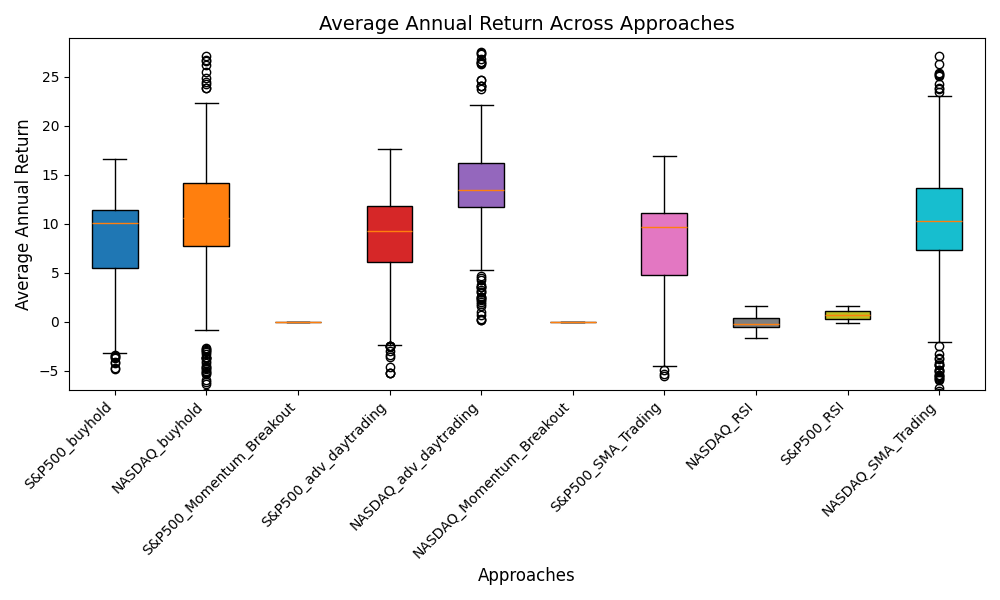 Average Annual Return Across Approaches
Average Annual Return
25
20
15
10
5
0
−5
S&P500_buyhold
NASDAQ_buyhold
S&P500_Momentum_Breakout
S&P500_adv_daytrading
NASDAQ_adv_daytrading
NASDAQ_Momentum_Breakout
S&P500_SMA_Trading
NASDAQ_RSI
S&P500_RSI
NASDAQ_SMA_Trading
Approaches